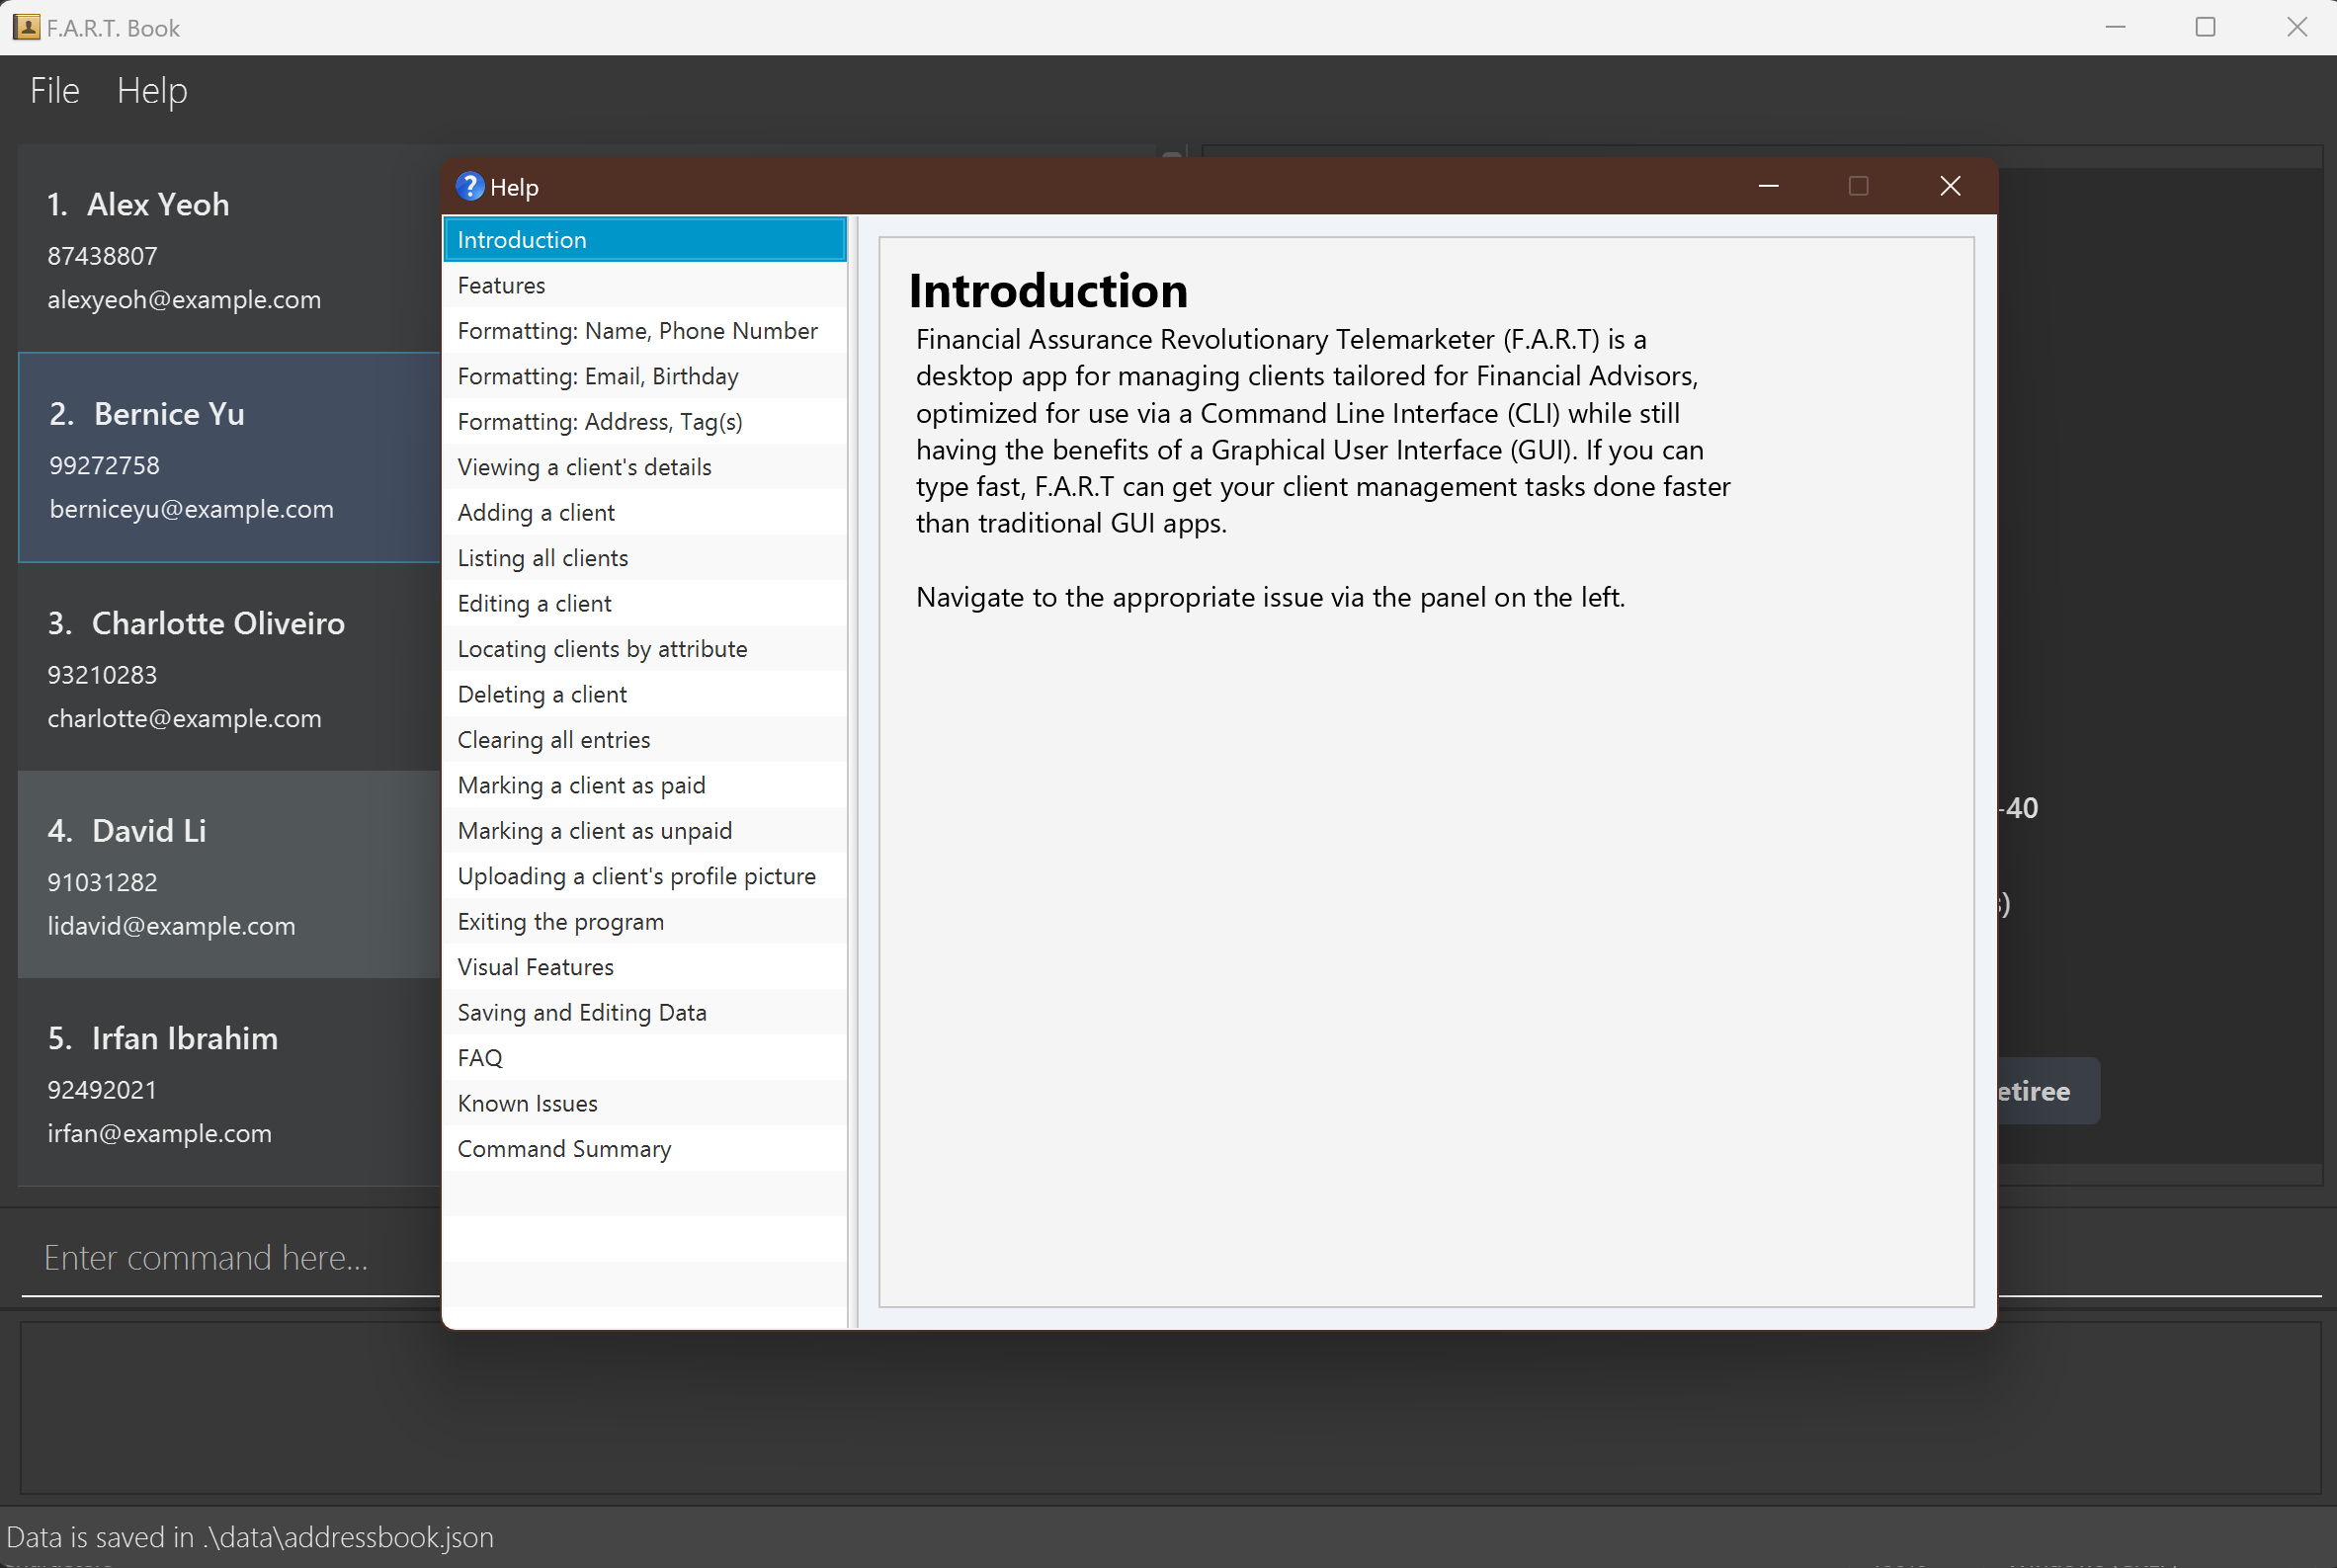 F.A.R.T. Book
File Help
1. Alex Yeoh
87438807
alexyeoh@example.com
2. Bernice Yu
99272758
berniceyu@example.com
3. Charlotte Oliveiro
93210283
charlotte@example.com
4. David Li
91031282
lidavid@example.com
5. Irfan Ibrahim
92492021
irfan@example.com
Help
Introduction
Features
Formatting: Name, Phone Number
Formatting: Email, Birthday
Formatting: Address, Tag(s)
Viewing a client's details
Adding a client
Listing all clients
Editing a client
Locating clients by attribute
Deleting a client
Clearing all entries
Marking a client as paid
Marking a client as unpaid
Uploading a client's profile picture
Exiting the program
Visual Features
Saving and Editing Data
FAQ
Known Issues
Command Summary
Introduction
Financial Assurance Revolutionary Telemarketer (F.A.R.T) is a
desktop app for managing clients tailored for Financial Advisors,
optimized for use via a Command Line Interface (CLI) while still
having the benefits of a Graphical User Interface (GUI). If you can
type fast, F.A.R.T can get your client management tasks done faster
than traditional GUI apps.
Navigate to the appropriate issue via the panel on the left.
-40
s)
etiree
Enter command here...
Data is saved in .\data\addressbook.json